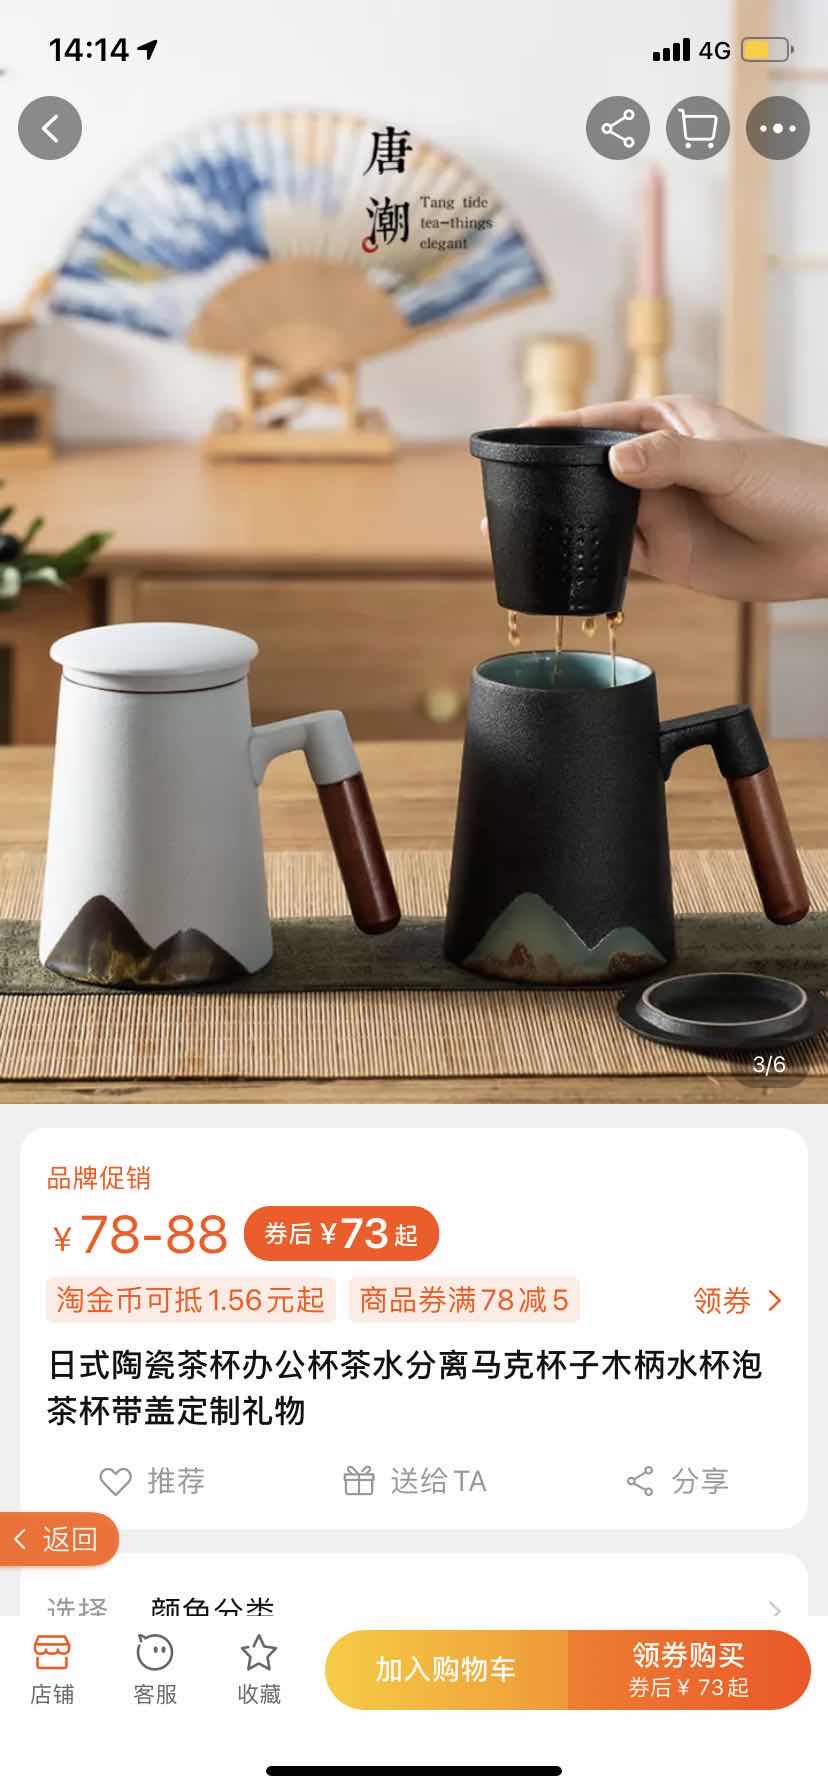 14:14
4G
唐潮
Tang tide
tea-things
elegant
3/6
品牌促销
¥78-88 券后¥73起
淘金币可抵1.56元起 商品券满78减5 领券
日式陶瓷茶杯办公杯茶水分离马克杯子木柄水杯泡
茶杯带盖定制礼物
推荐 送给TA 分享
返回
选择 颜色分类
店铺 客服 收藏 加入购物车 领券购买
券后¥73起